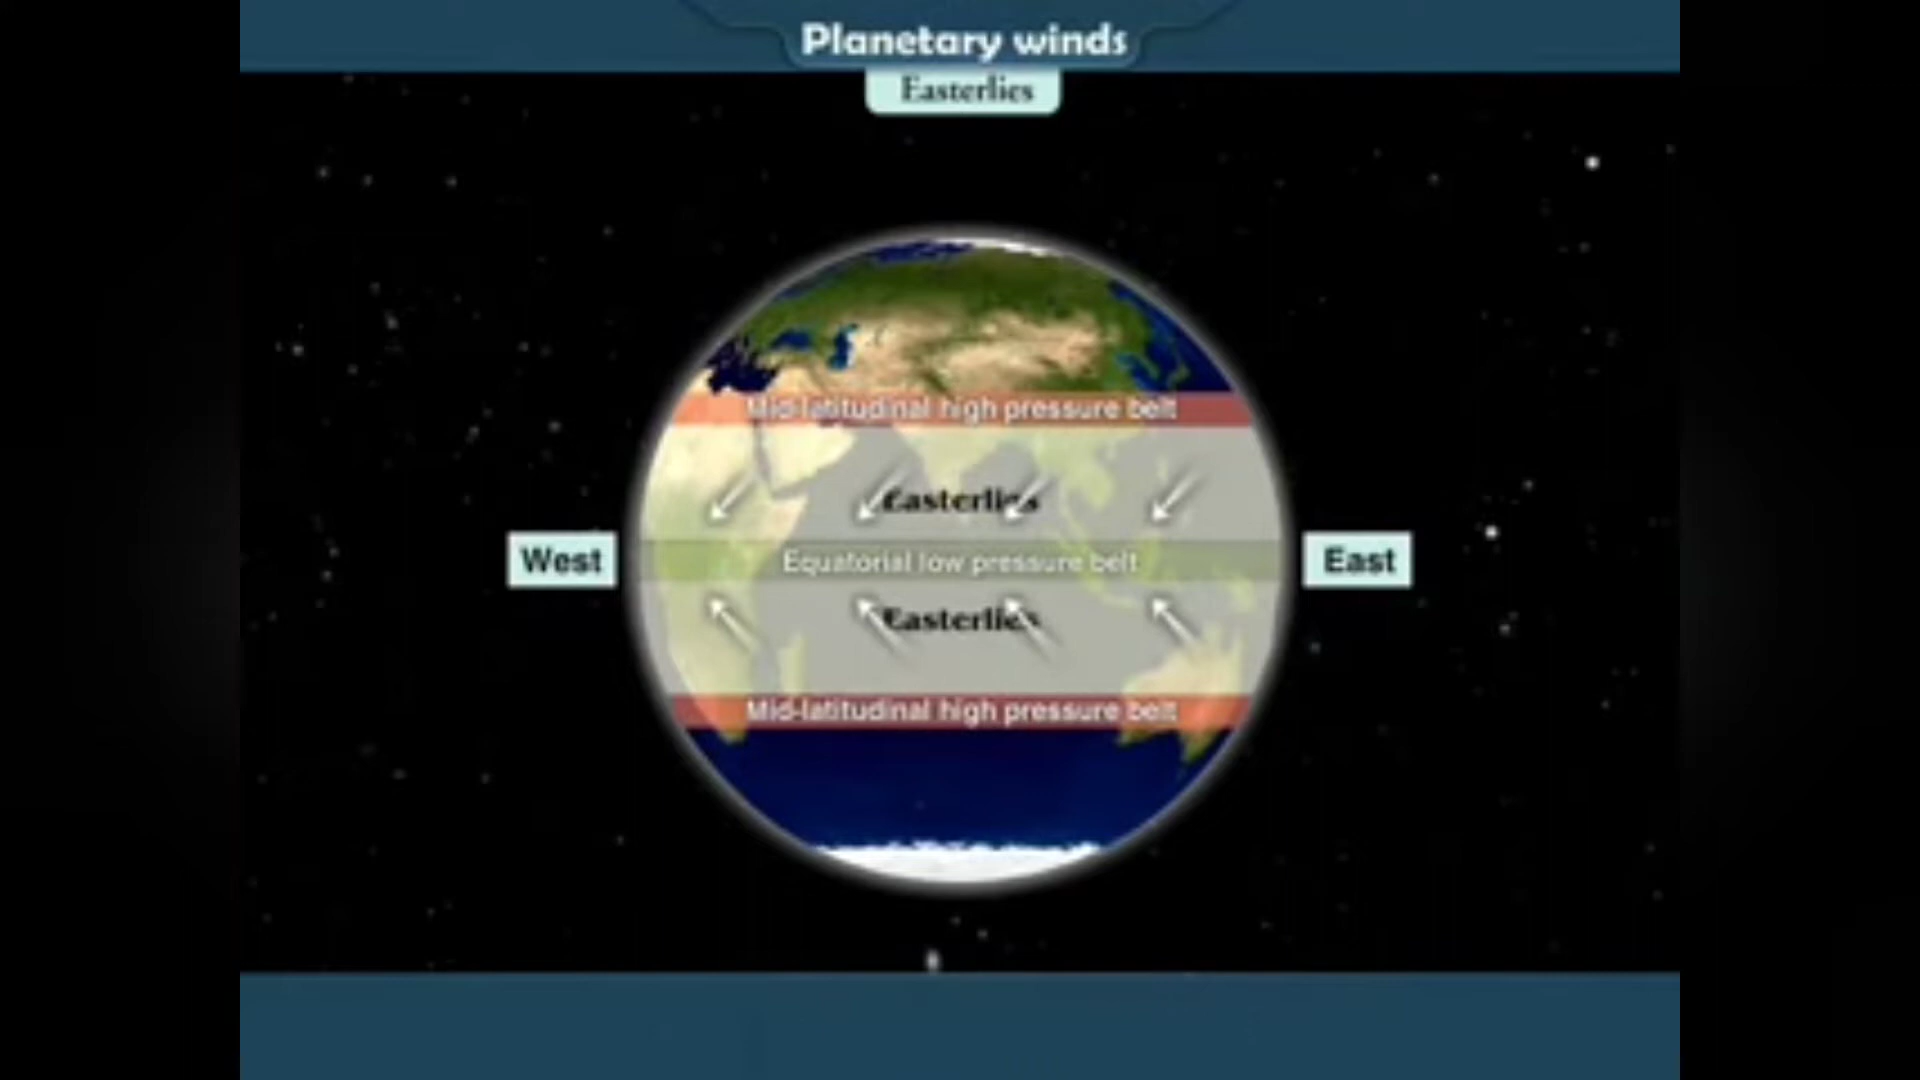 Planetary winds
Easterlies
Mid-latitudinal high pressure belt
Easterlies
West
Equatorial low pressure belt
East
Easterlies
Mid-latitudinal high pressure belt